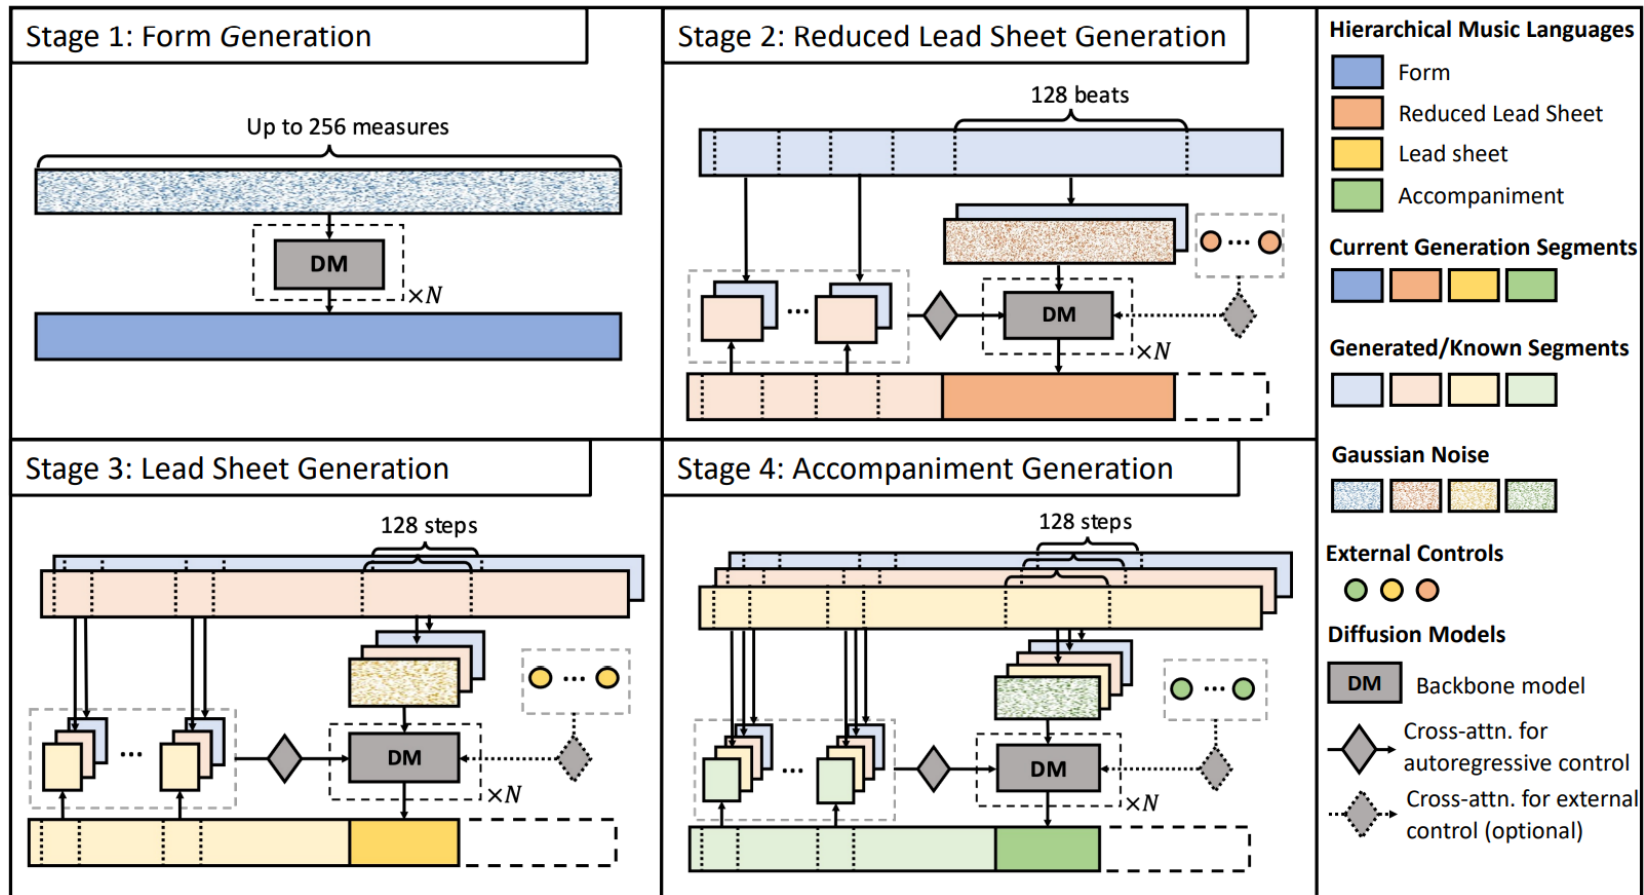 Stage 1: Form Generation
Up to 256 measures
DM
×N
Stage 2: Reduced Lead Sheet Generation
128 beats
...
...
DM
×N
Stage 3: Lead Sheet Generation
128 steps
...
...
DM
×N
Stage 4: Accompaniment Generation
128 steps
...
...
DM
×N
Hierarchical Music Languages
Form
Reduced Lead Sheet
Lead sheet
Accompaniment
Current Generation Segments
Generated/Known Segments
Gaussian Noise
External Controls
Diffusion Models
DM Backbone model
Cross-attn. for
autoregressive control
Cross-attn. for external
control (optional)